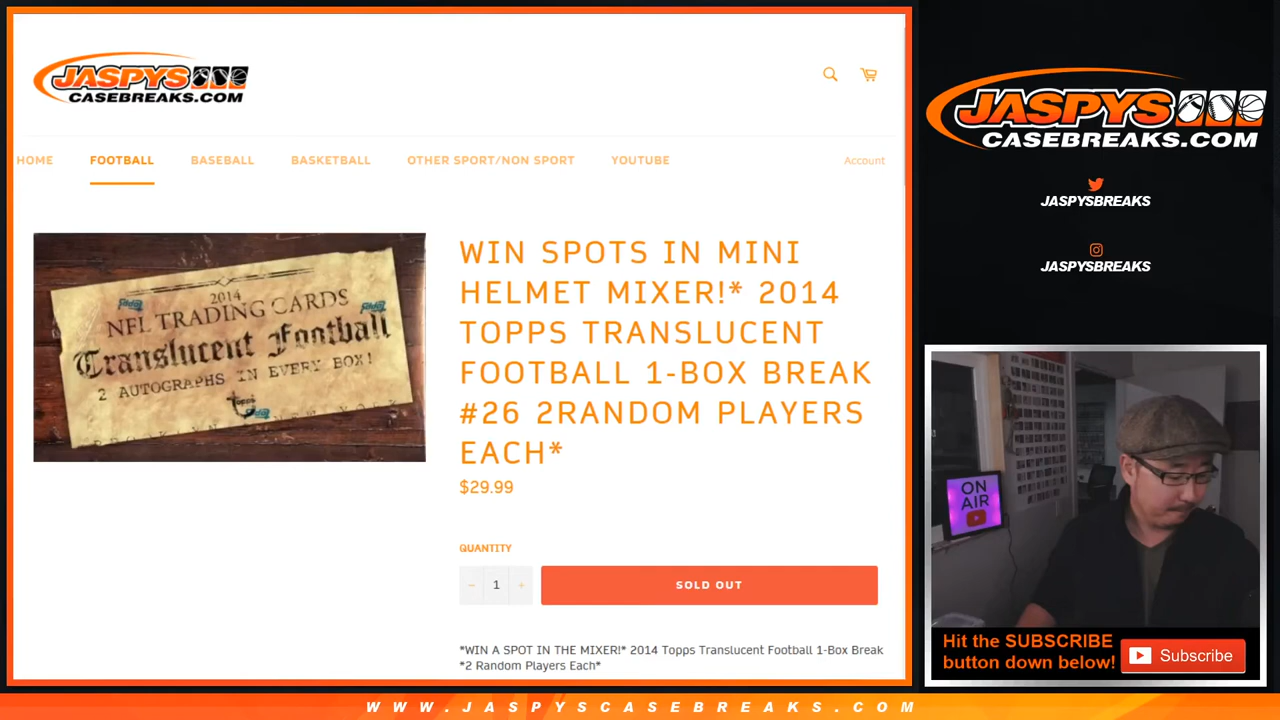 JASPYS
CASEBREAKS.COM
HOME
FOOTBALL
BASEBALL
BASKETBALL
OTHER SPORT/NON SPORT
YOUTUBE
Account
2014
NFL TRADING CARDS
Translucent Football
2 AUTOGRAPHS IN EVERY BOX!
WIN SPOTS IN MINI
HELMET MIXER!* 2014
TOPPS TRANSLUCENT
FOOTBALL 1-BOX BREAK
#26 2RANDOM PLAYERS
EACH*
$29.99
QUANTITY
− 1 +
SOLD OUT
*WIN A SPOT IN THE MIXER!* 2014 Topps Translucent Football 1-Box Break
*2 Random Players Each*
JASPYS
CASEBREAKS.COM
JASPYSBREAKS
JASPYSBREAKS
ON
AIR
Hit the SUBSCRIBE
button down below!
Subscribe
WWW.JASPYSCASEBREAKS.COM